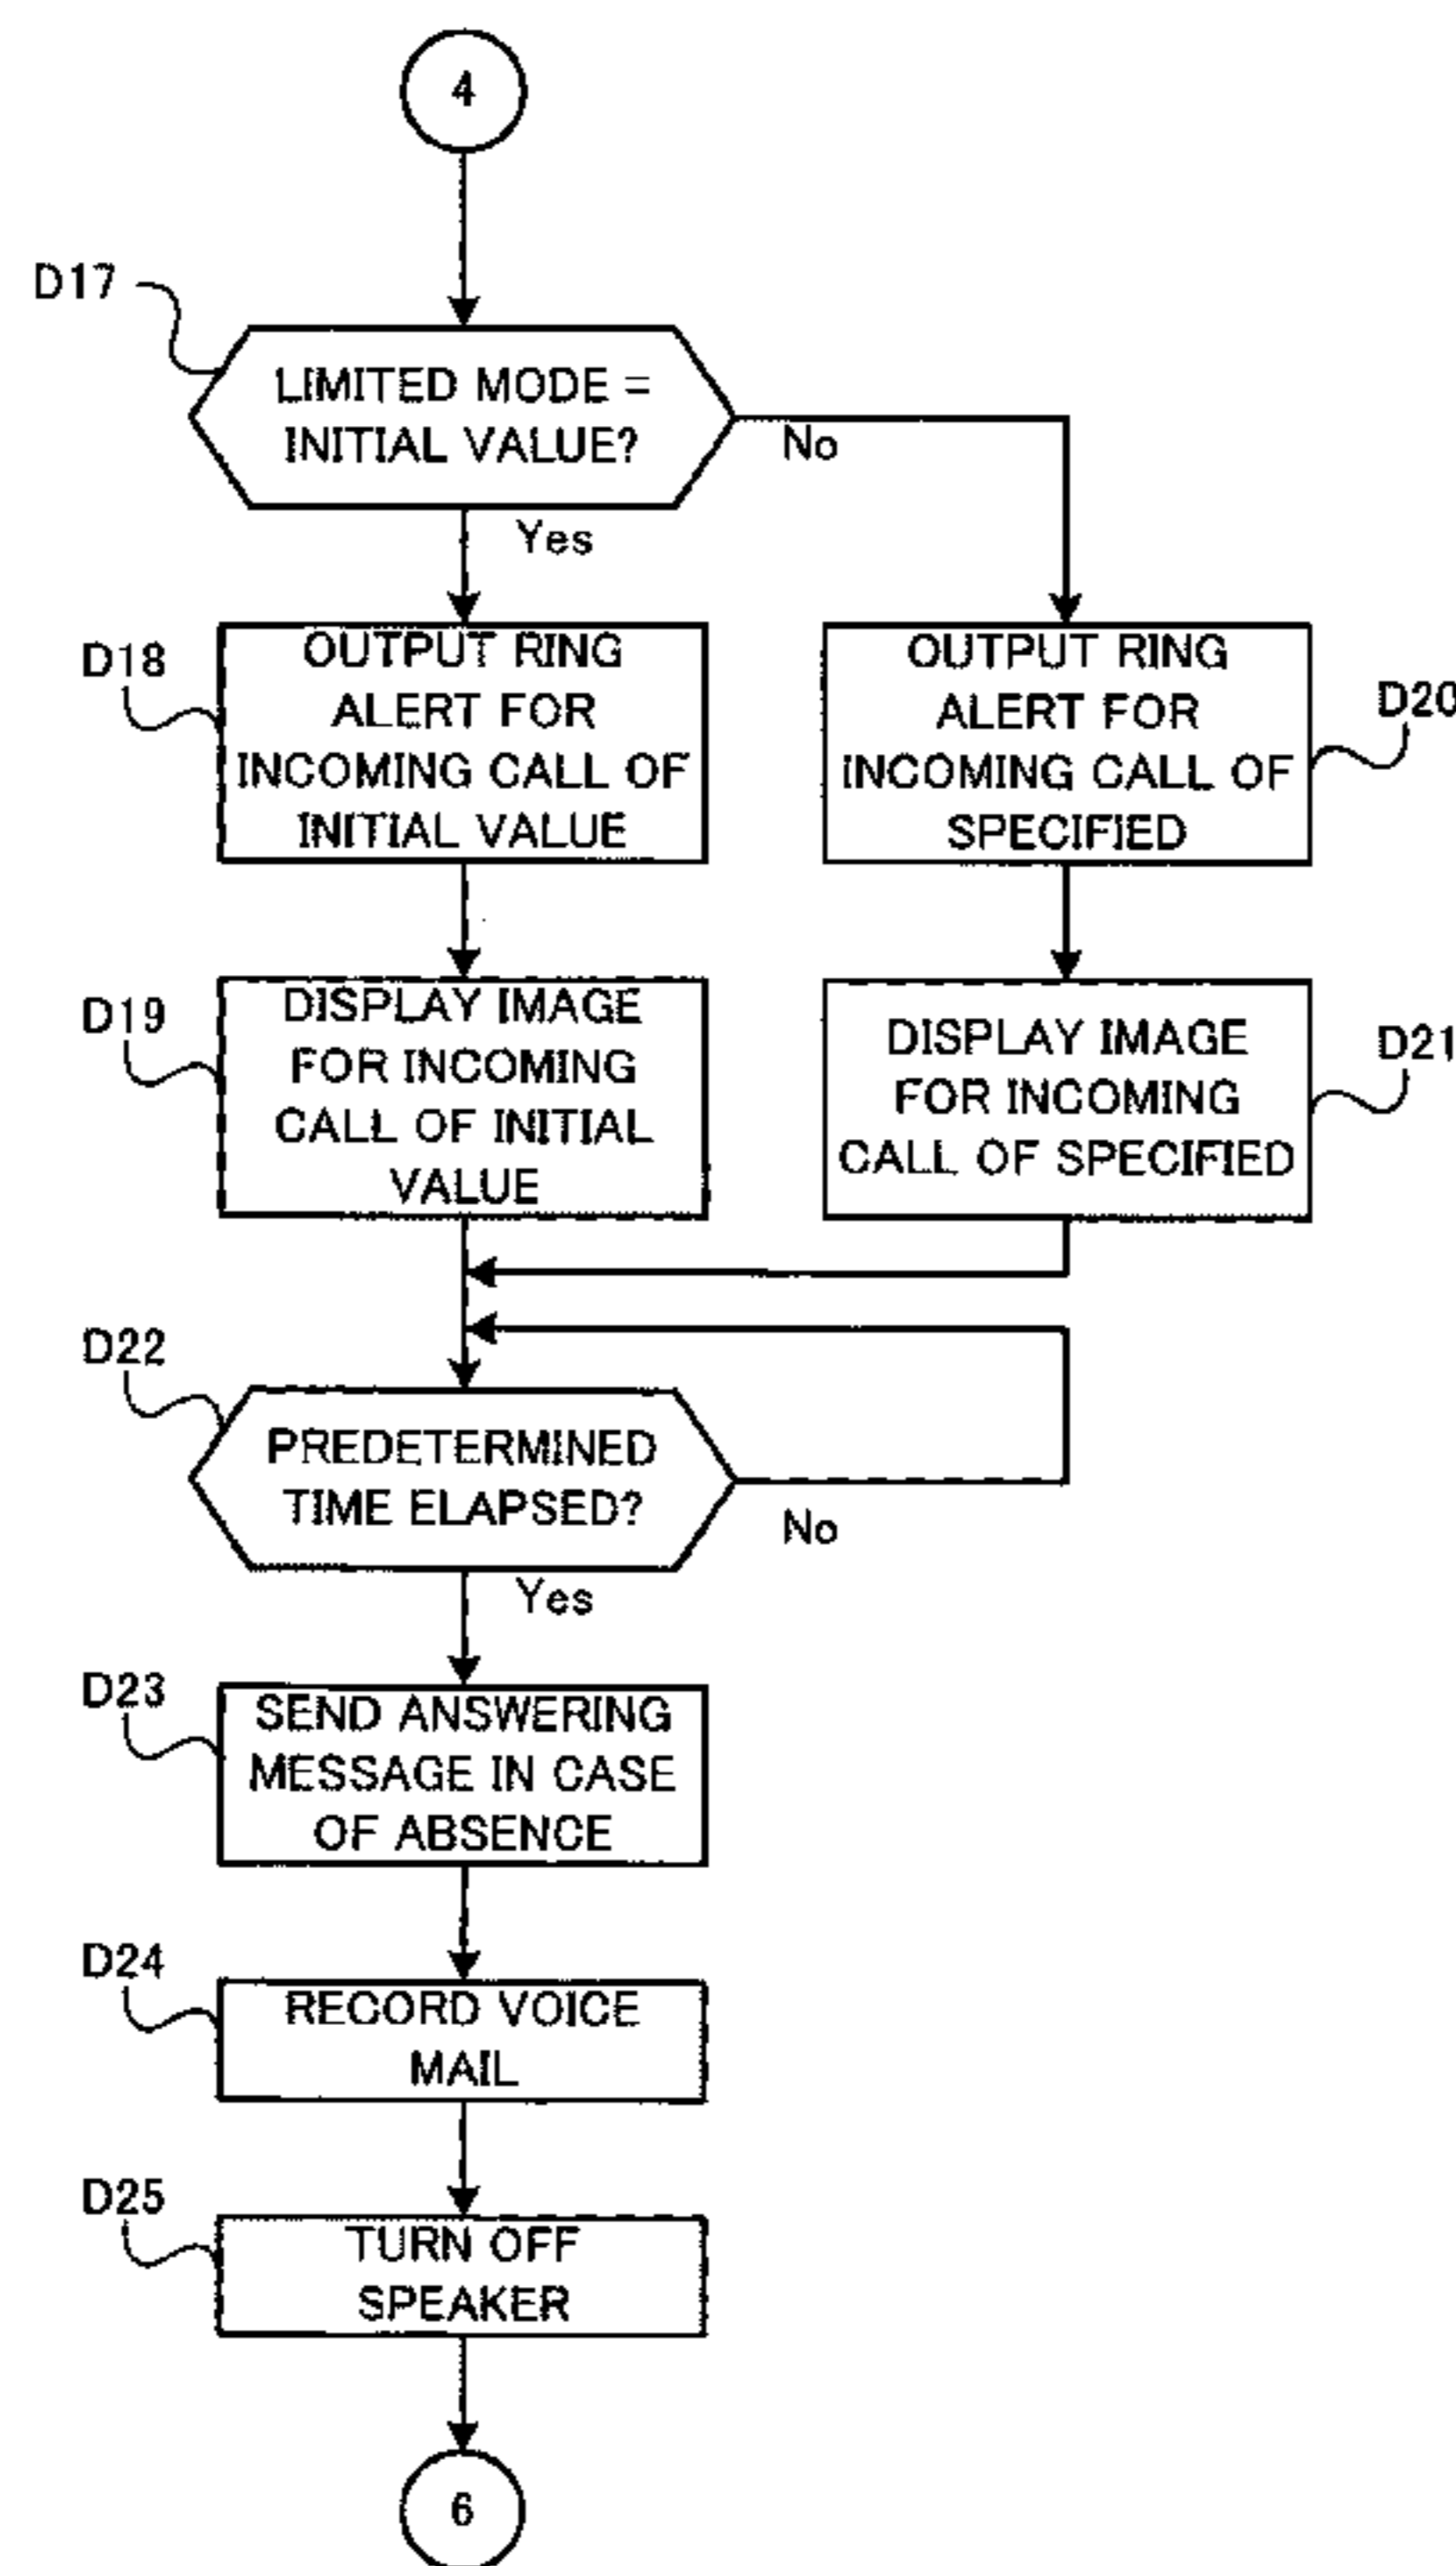 4
D17
LIMITED MODE =
INITIAL VALUE?
No
Yes
D18
OUTPUT RING
ALERT FOR
INCOMING CALL OF
INITIAL VALUE
OUTPUT RING
ALERT FOR
INCOMING CALL OF
SPECIFIED
D20
D19
DISPLAY IMAGE
FOR INCOMING
CALL OF INITIAL
VALUE
DISPLAY IMAGE
FOR INCOMING
CALL OF SPECIFIED
D21
D22
PREDETERMINED
TIME ELAPSED?
No
Yes
D23
SEND ANSWERING
MESSAGE IN CASE
OF ABSENCE
D24
RECORD VOICE
MAIL
D25
TURN OFF
SPEAKER
6